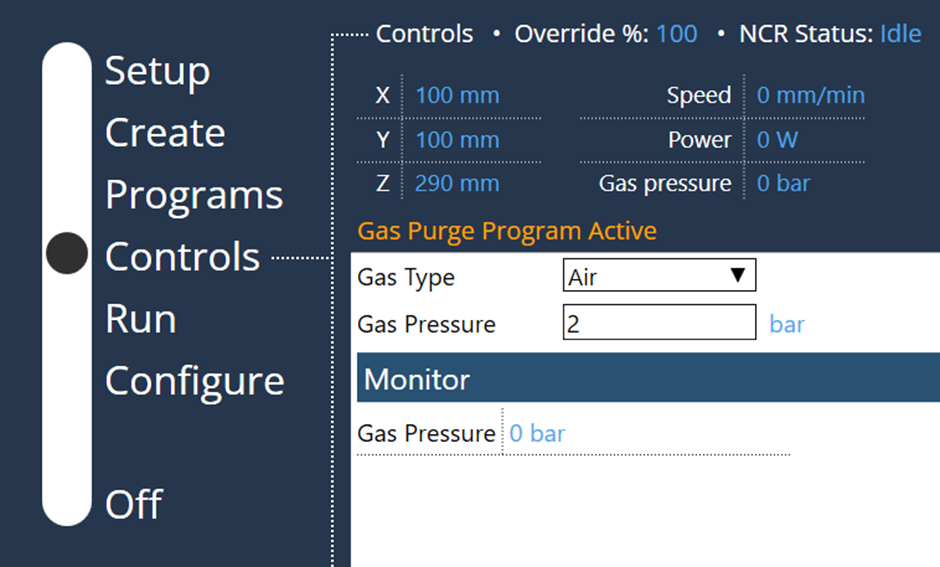 Controls • Override %: 100 • NCR Status: Idle
Setup
Create
Programs
Controls
Run
Configure
Off
X 100 mm Speed 0 mm/min
Y 100 mm Power 0 W
Z 290 mm Gas pressure 0 bar
Gas Purge Program Active
Gas Type Air
Gas Pressure 2 bar
Monitor
Gas Pressure 0 bar